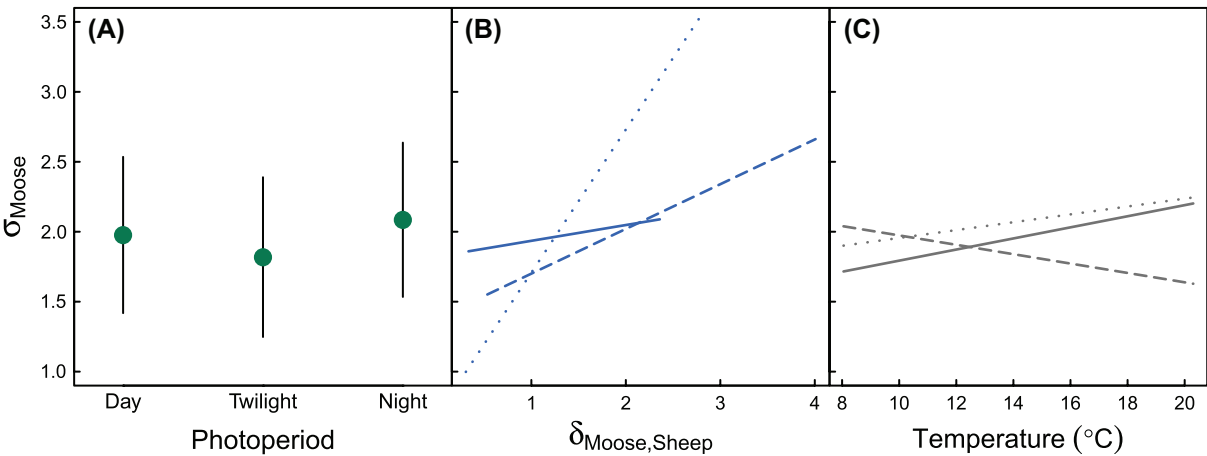 (A) (B) (C)
3.5
3.0
2.5
2.0
1.5
1.0
σMoose
Day Twilight Night
Photoperiod
1 2 3 4
δMoose,Sheep
8 10 12 14 16 18 20
Temperature (°C)